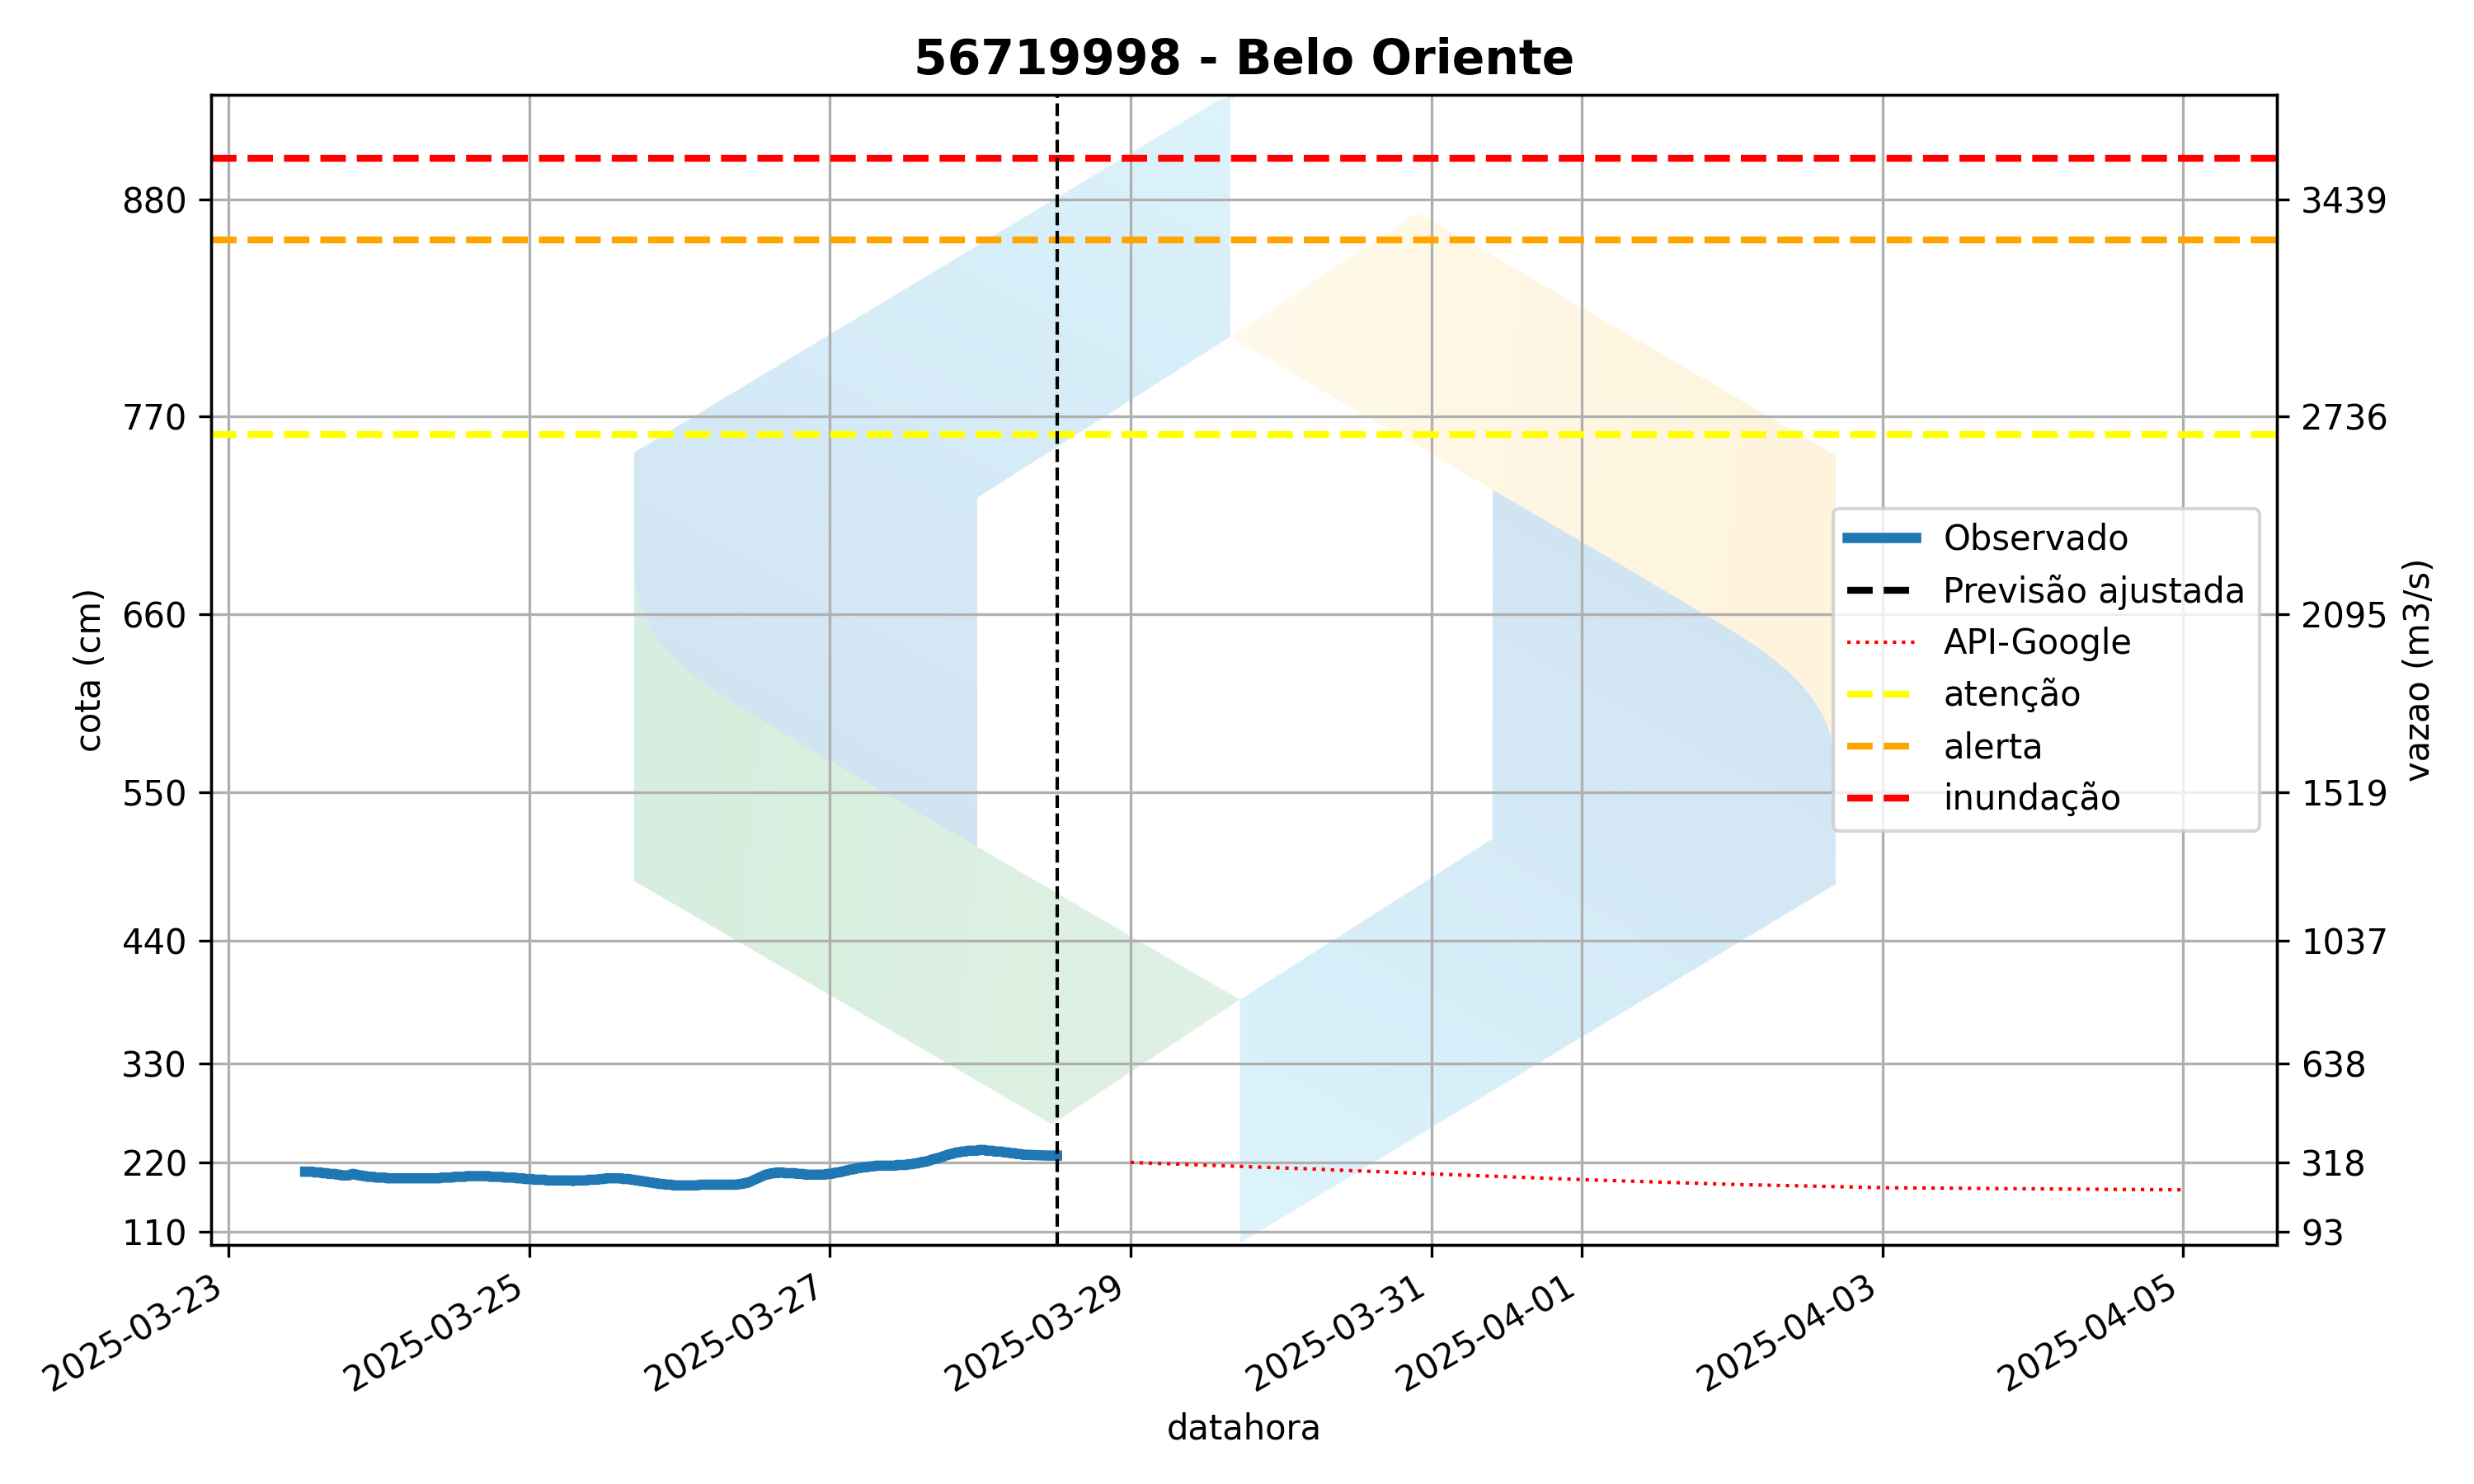 56719998 - Belo Oriente
880
770
660
550
440
330
220
110
cota (cm)
3439
2736
2095
1519
1037
638
318
93
vazao (m3/s)
Observado
Previsão ajustada
API-Google
atenção
alerta
inundação
2025-03-23
2025-03-25
2025-03-27
2025-03-29
2025-03-31
2025-04-01
2025-04-03
2025-04-05
datahora